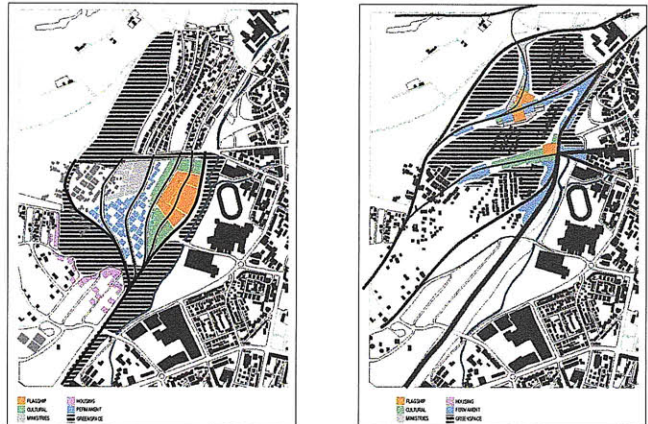 FLAGSHIP HOUSING
CULTURAL PERMANENT
MINISTRIES GREENSPACE
FLAGSHIP HOUSING
CULTURAL PERMANENT
MINISTRIES GREENSPACE